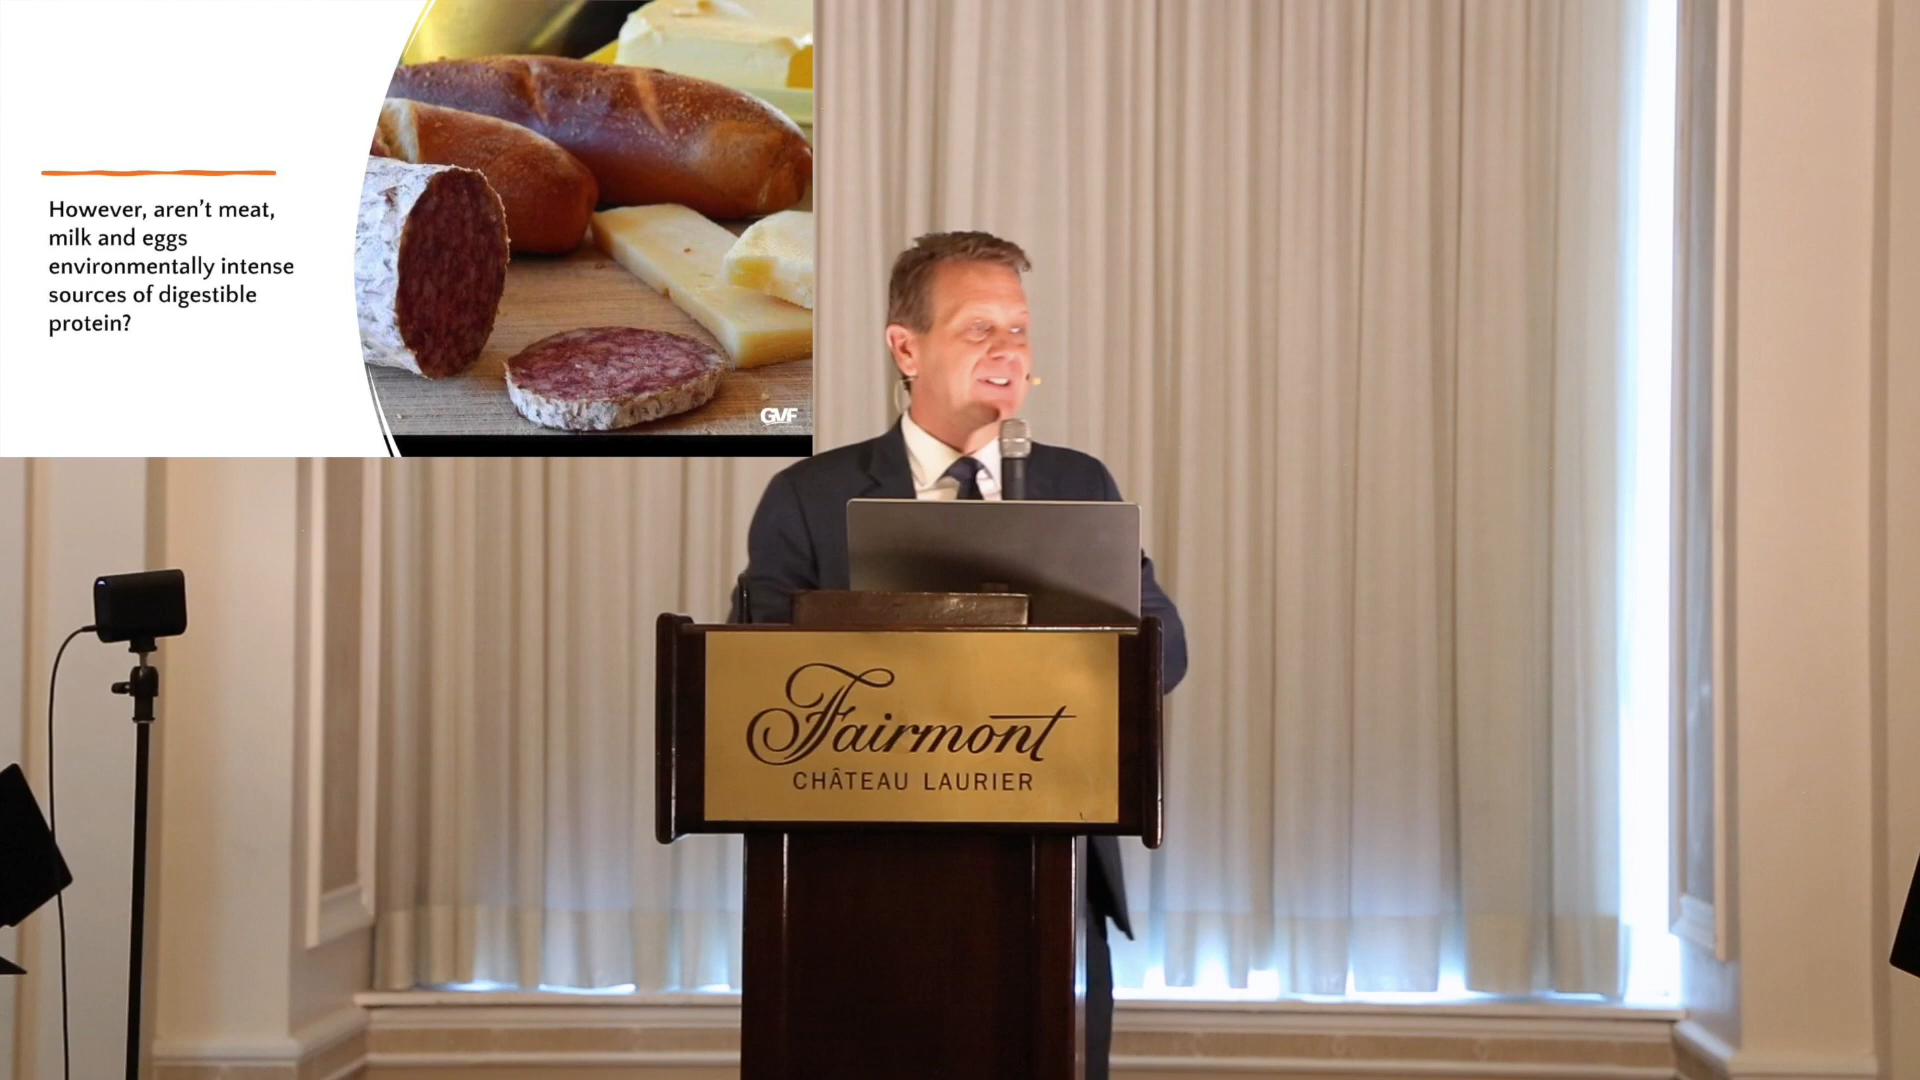 However, aren’t meat,
milk and eggs
environmentally intense
sources of digestible
protein?
GVF
Fairmont
CHÂTEAU LAURIER